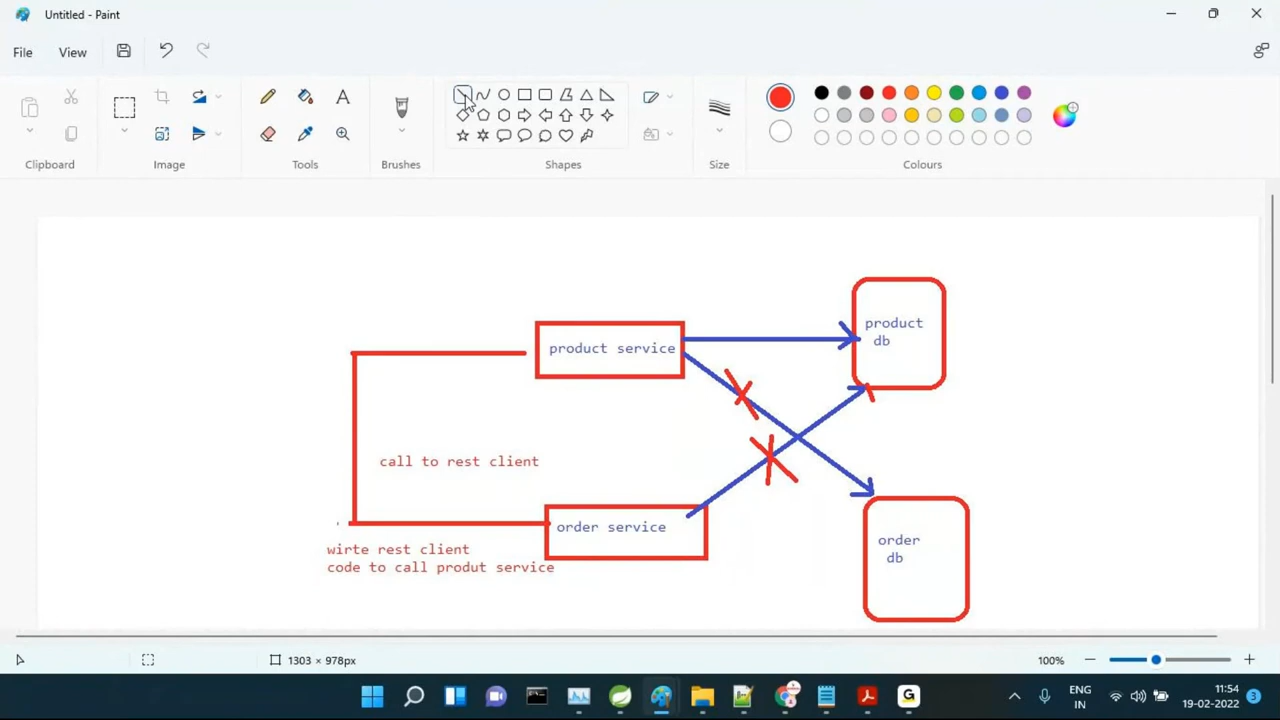 Untitled - Paint
File
View
Clipboard
Image
Tools
Brushes
Shapes
Size
Colours
product
db
product service
call to rest client
order service
wirte rest client
code to call produt service
order
db
1303 × 978px
100%
ENG
IN
11:54
19-02-2022
3